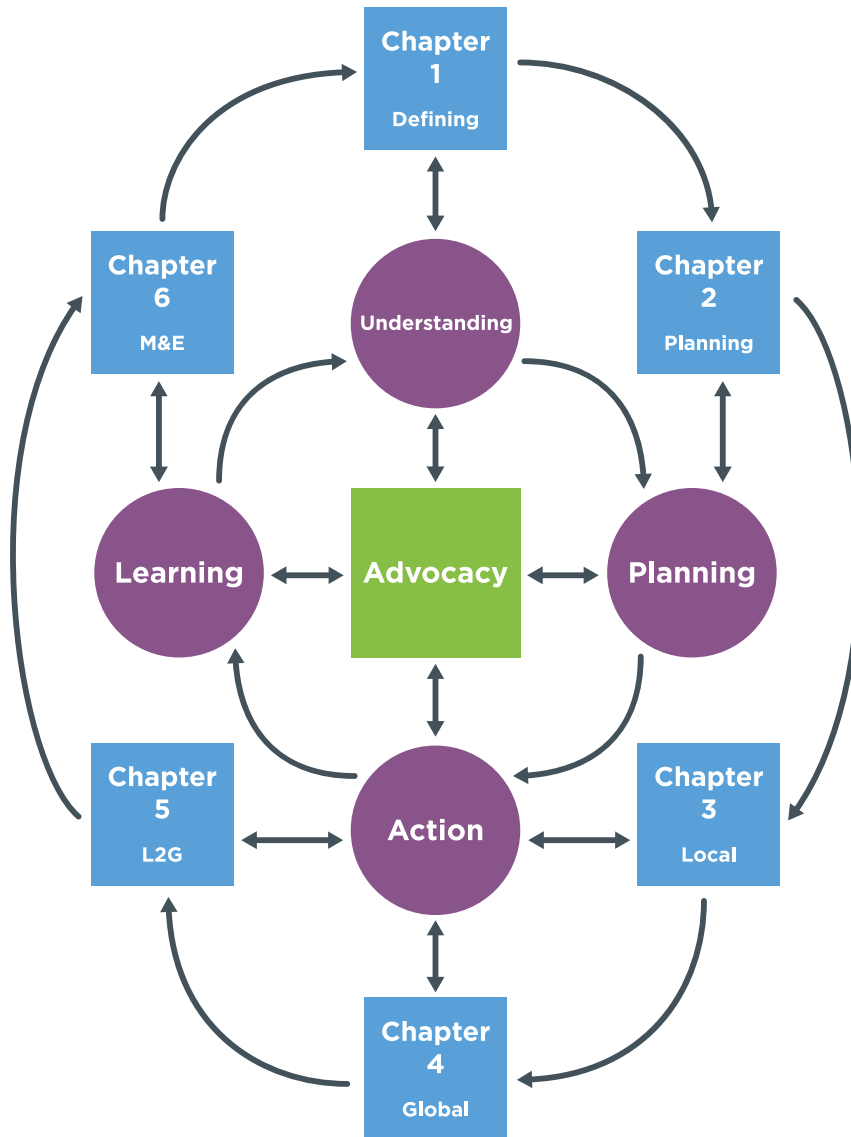 Chapter
1
Defining
Chapter
6
M&E
Chapter
2
Planning
Understanding
Learning
Advocacy
Planning
Chapter
5
L2G
Action
Chapter
3
Local
Chapter
4
Global